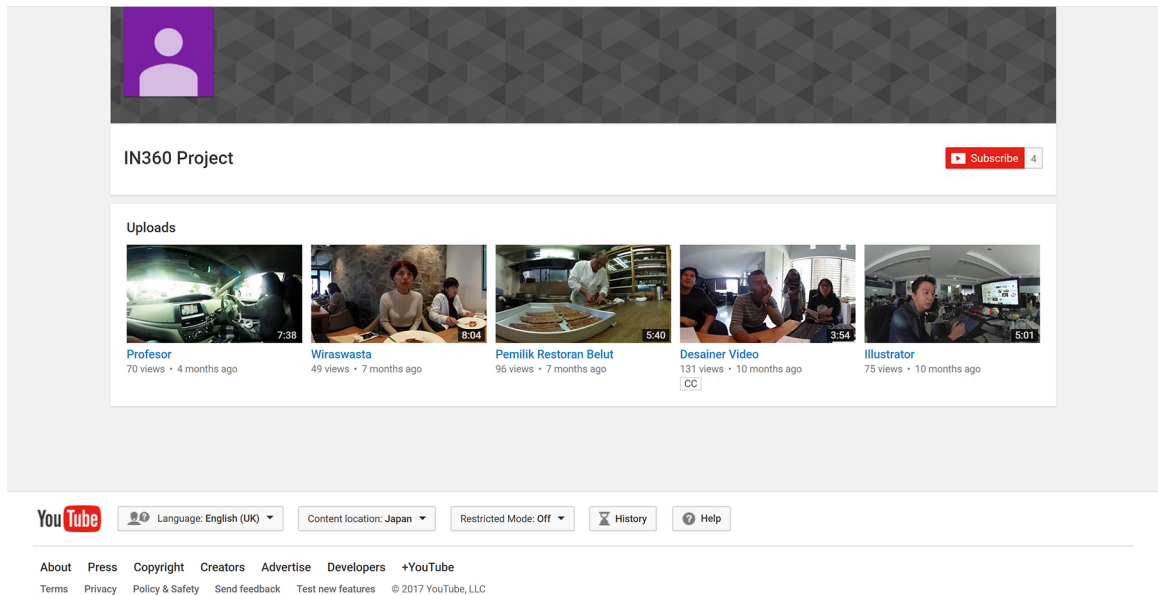 IN360 Project
Subscribe 4
Uploads
7:38
8:04
5:40
3:54
5:01
Profesor
70 views • 4 months ago
Wiraswasta
49 views • 7 months ago
Pemilik Restoran Belut
96 views • 7 months ago
Desainer Video
131 views • 10 months ago
CC
Illustrator
75 views • 10 months ago
YouTube Language: English (UK) Content location: Japan Restricted Mode: Off History Help
About Press Copyright Creators Advertise Developers +YouTube
Terms Privacy Policy & Safety Send feedback Test new features © 2017 YouTube, LLC